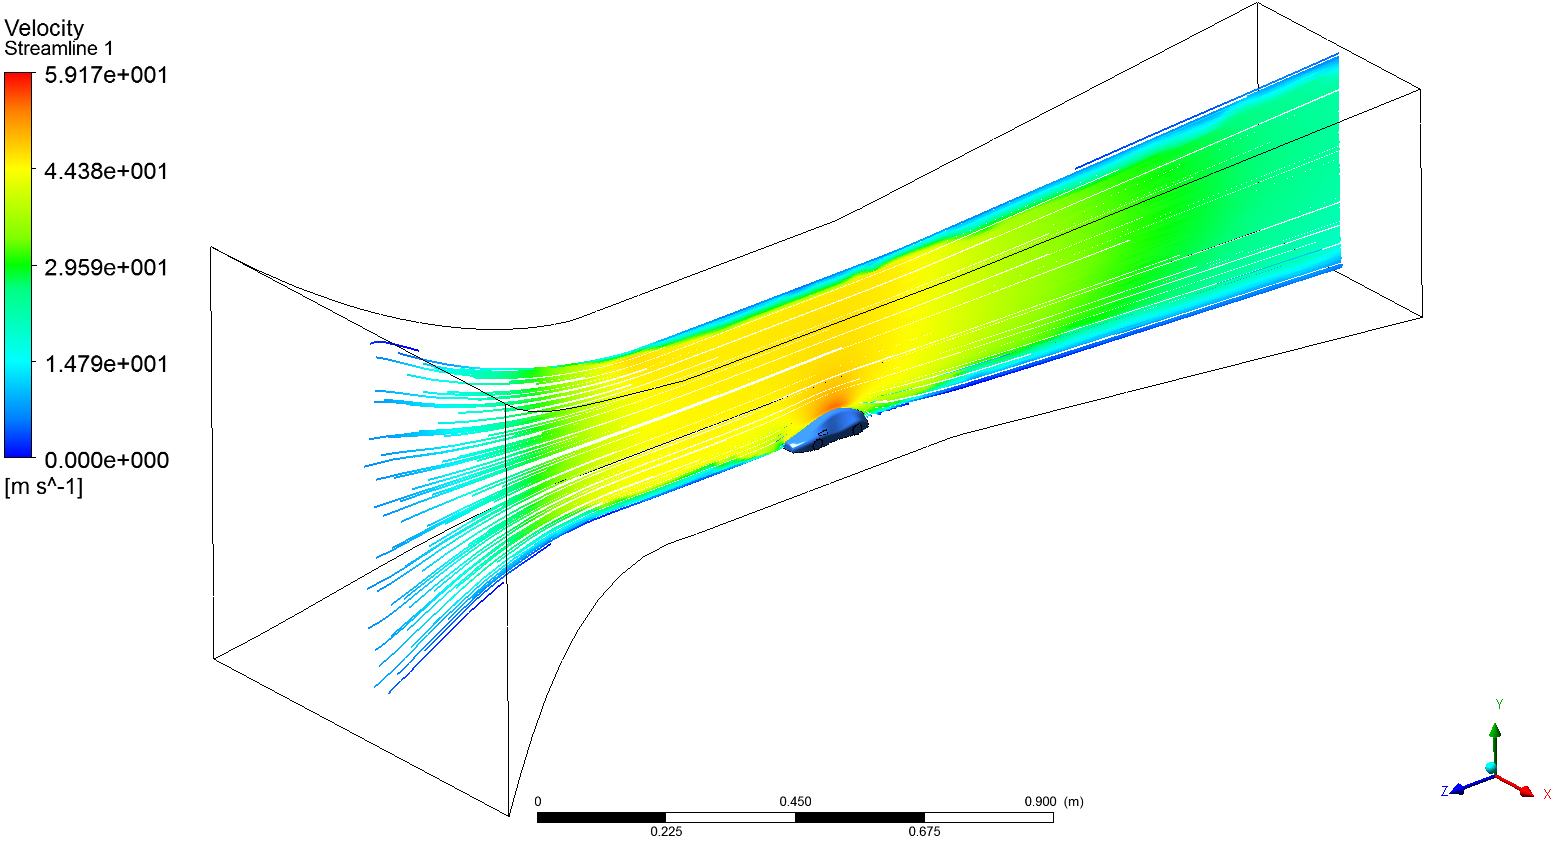 Velocity
Streamline 1
5.917e+001
4.438e+001
2.959e+001
1.479e+001
0.000e+000
[m s^-1]
0 0.450 0.900 (m)
0.225 0.675
Y
Z
X